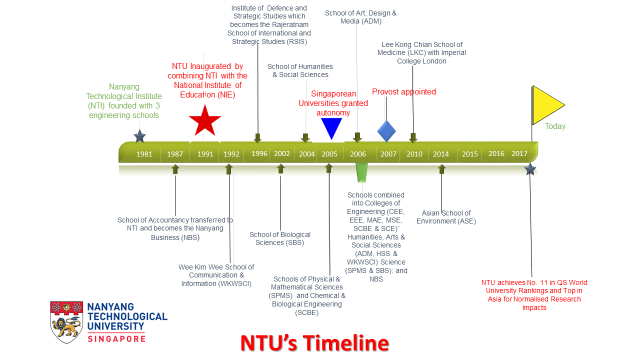 Institute of Defence and
Strategic Studies which
becomes the Rajeratnam
School of International and
Strategic Studies (RSIS)
School of Art, Design &
Media (ADM)
Lee Kong Chian School of
Medicine (LKC) with Imperial
College London
NTU Inaugurated by
combining NTI with the
National Institute of
Education (NIE)
School of Humanities
& Social Sciences
Nanyang
Technological Institute
(NTI) founded with 3
engineering schools
Singaporean
Universities granted
autonomy
Provost appointed
Today
1981 1987 1991 1992 1996 2002 2004 2005 2006 2007 2010 2014 2015 2016 2017
School of Accountancy transferred to
NTI and becomes the Nanyang
Business (NBS)
Wee Kim Wee School of
Communication &
Information (WKWSCI)
School of Biological
Sciences (SBS)
Schools of Physical &
Mathematical Sciences
(SPMS) and Chemical &
Biological Engineering
(SCBE)
Schools combined
into Colleges of
Engineering (CEE,
EEE, MAE, MSE,
SCBE & SCE)'
Humanities, Arts &
Social Sciences
(ADM, HSS &
WKWSCI) Science
(SPMS & SBS); and
NBS
Asian School of
Environment (ASE)
NTU achieves No. 11 in QS World
University Rankings and Top in
Asia for Normalised Research
Impacts
NANYANG
TECHNOLOGICAL
UNIVERSITY
SINGAPORE
NTU's Timeline